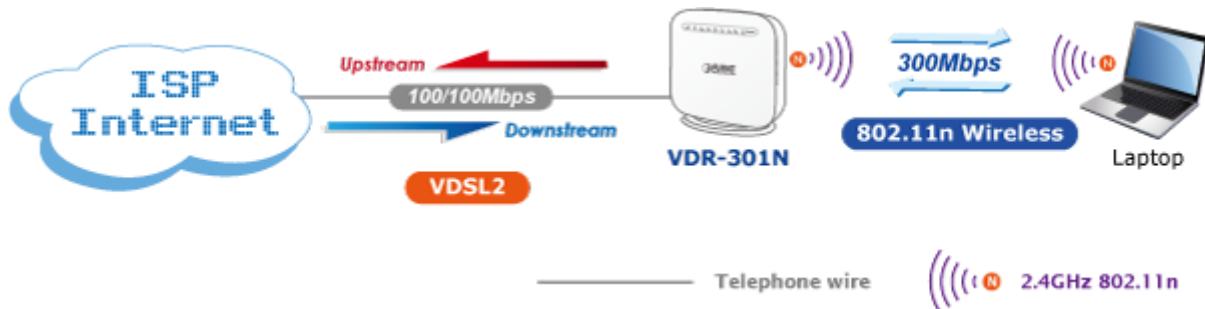 ISP
Internet
Upstream
100/100Mbps
Downstream
VDSL2
PLANET
VDR-301N
N
300Mbps
802.11n Wireless
N
Laptop
Telephone wire
N
2.4GHz 802.11n